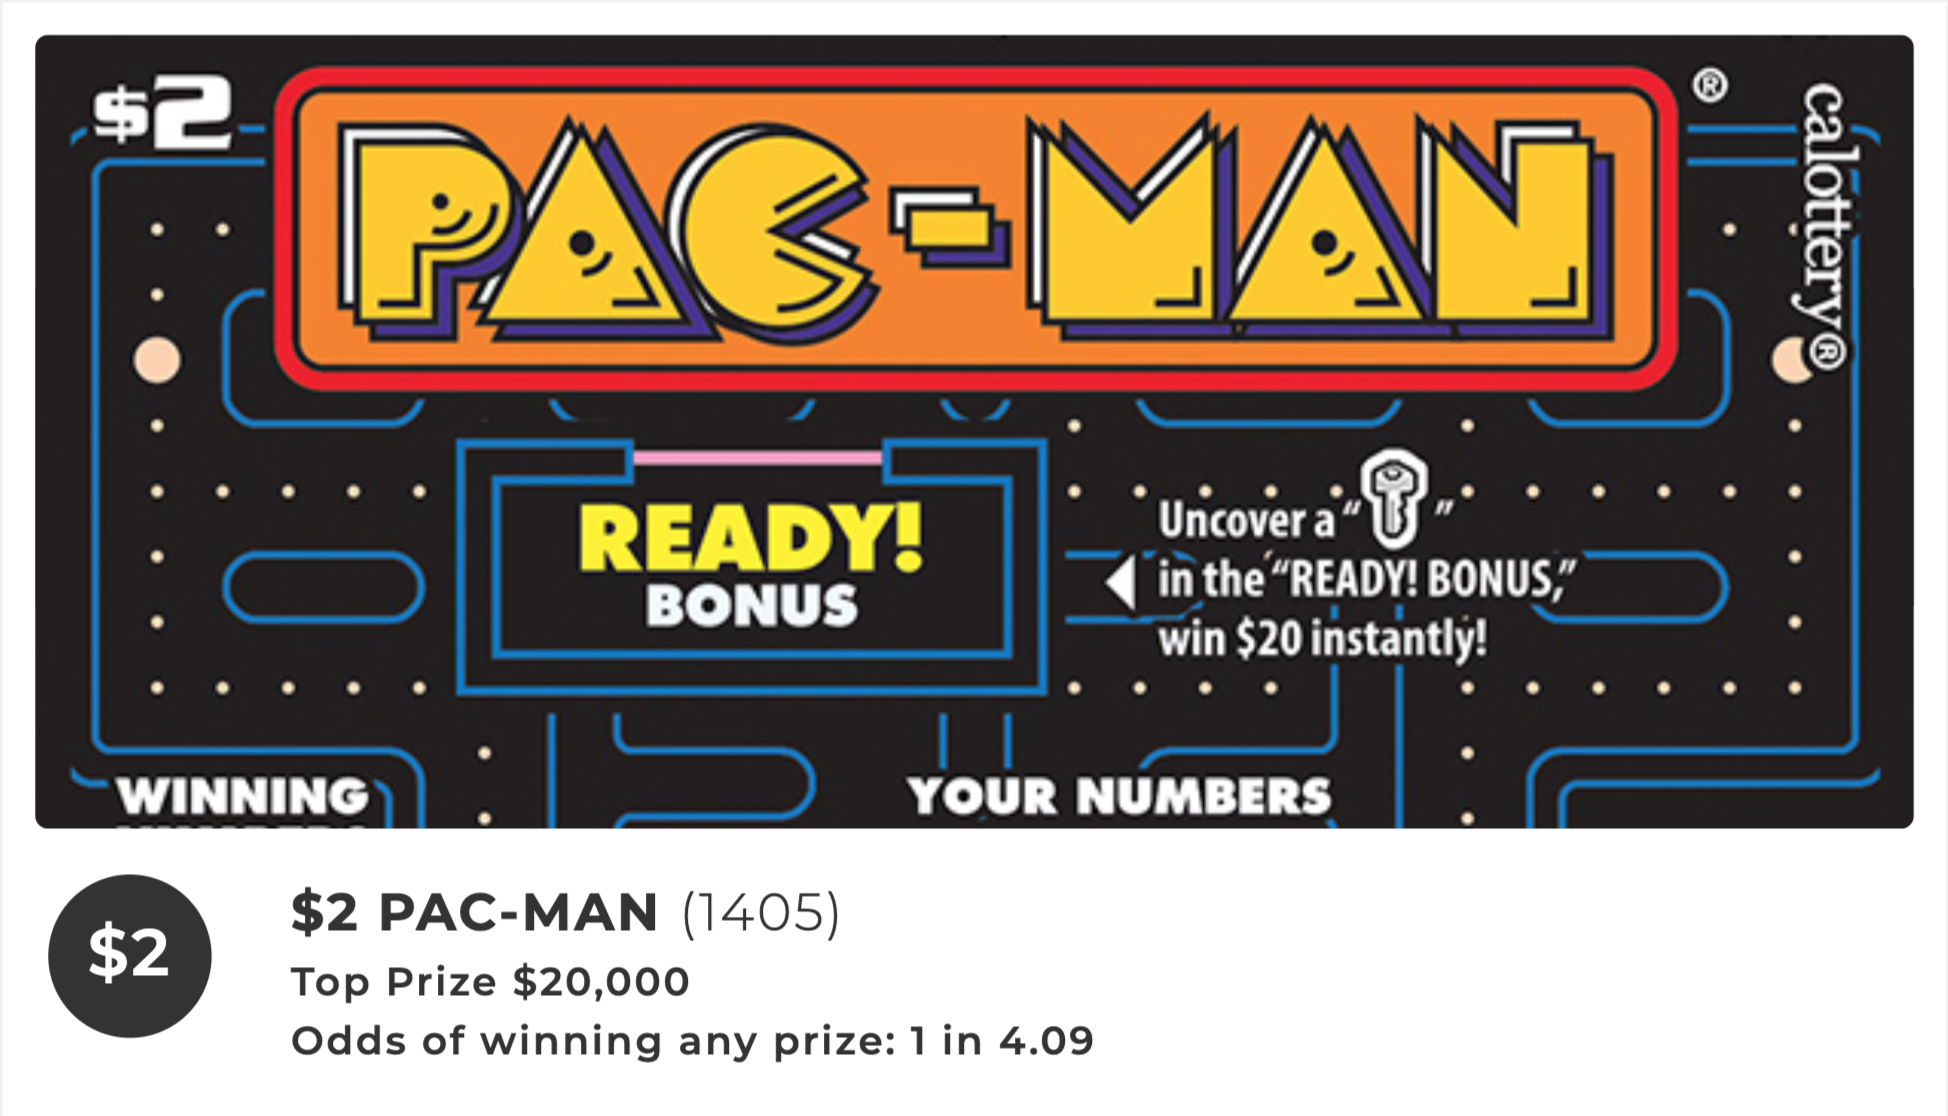 $2
PAC-MAN®
calottery®
READY!
BONUS
Uncover a " "
in the "READY! BONUS,"
win $20 instantly!
WINNING
YOUR NUMBERS
$2
$2 PAC-MAN (1405)
Top Prize $20,000
Odds of winning any prize: 1 in 4.09